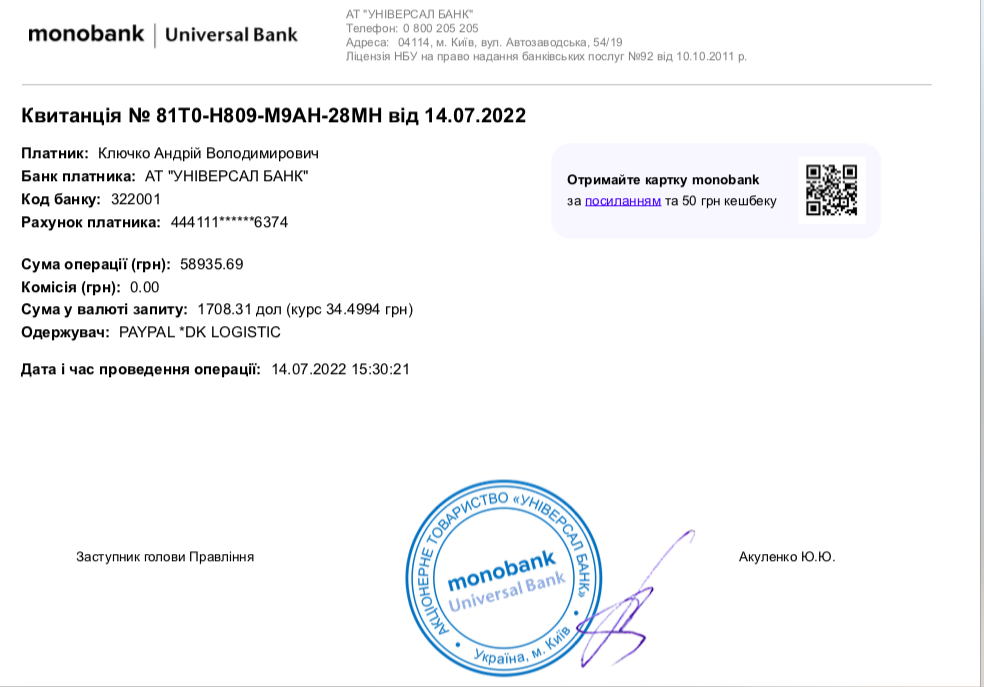 monobank | Universal Bank
АТ "УНІВЕРСАЛ БАНК"
Телефон: 0 800 205 205
Адреса: 04114, м. Київ, вул. Автозаводська, 54/19
Ліцензія НБУ на право надання банківських послуг №92 від 10.10.2011 р.
Квитанція № 81T0-H809-M9AH-28MH від 14.07.2022
Платник: Ключко Андрій Володимирович
Банк платника: АТ "УНІВЕРСАЛ БАНК"
Код банку: 322001
Рахунок платника: 444111******6374
Отримайте картку monobank
за посиланням та 50 грн кешбеку
Сума операції (грн): 58935.69
Комісія (грн): 0.00
Сума у валюті запиту: 1708.31 дол (курс 34.4994 грн)
Одержувач: PAYPAL *DK LOGISTIC
Дата і час проведення операції: 14.07.2022 15:30:21
Заступник голови Правління
АКЦІОНЕРНЕ ТОВАРИСТВО «УНІВЕРСАЛ БАНК»
monobank
Universal Bank
Україна, м. Київ
Акуленко Ю.Ю.